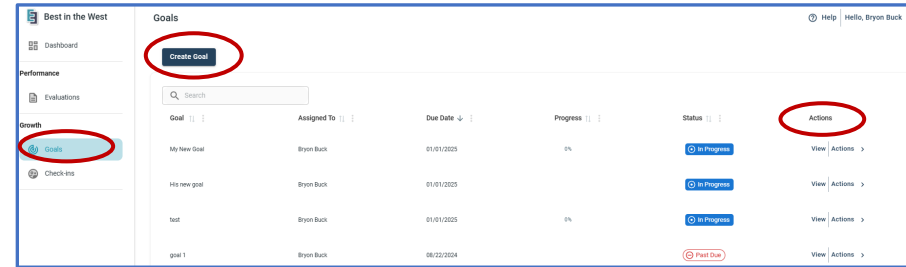 Best in the West
Goals
Help Hello, Bryon Buck
Dashboard
Create Goal
Performance
Evaluations
Search
Growth
Goal Assigned To Due Date Progress Status Actions
Goals
My New Goal Bryon Buck 01/01/2025 0% In Progress View Actions
Check-ins
His new goal Bryon Buck 01/01/2025 In Progress View Actions
test Bryon Buck 01/01/2025 0% In Progress View Actions
goal 1 Bryon Buck 08/22/2024 Past Due View Actions